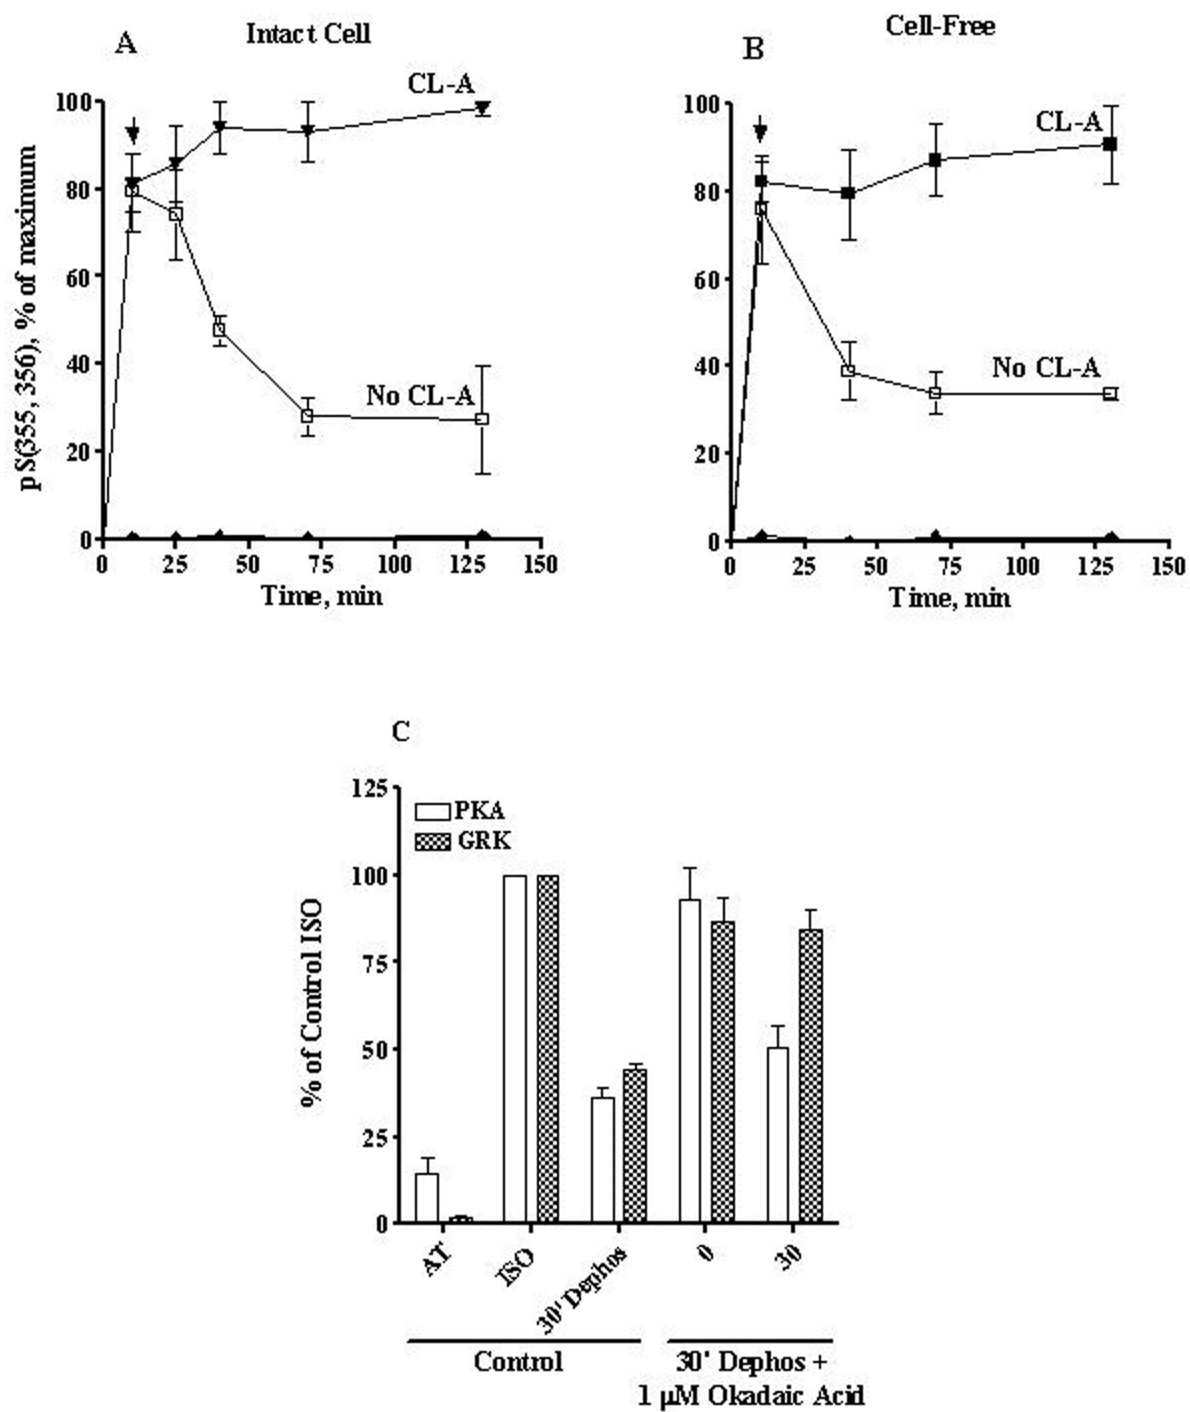 A
Intact Cell
pS(355, 356), % of maximum
100
80
60
40
20
0
CL-A
No CL-A
0 25 50 75 100 125 150
Time, min
B
Cell-Free
100
80
60
40
20
0
CL-A
No CL-A
0 25 50 75 100 125 150
Time, min
C
% of Control ISO
125
100
75
50
25
0
PKA
GRK
AT
ISO
30' Dephos
0
30
Control
30' Dephos +
1 µM Okadaic Acid